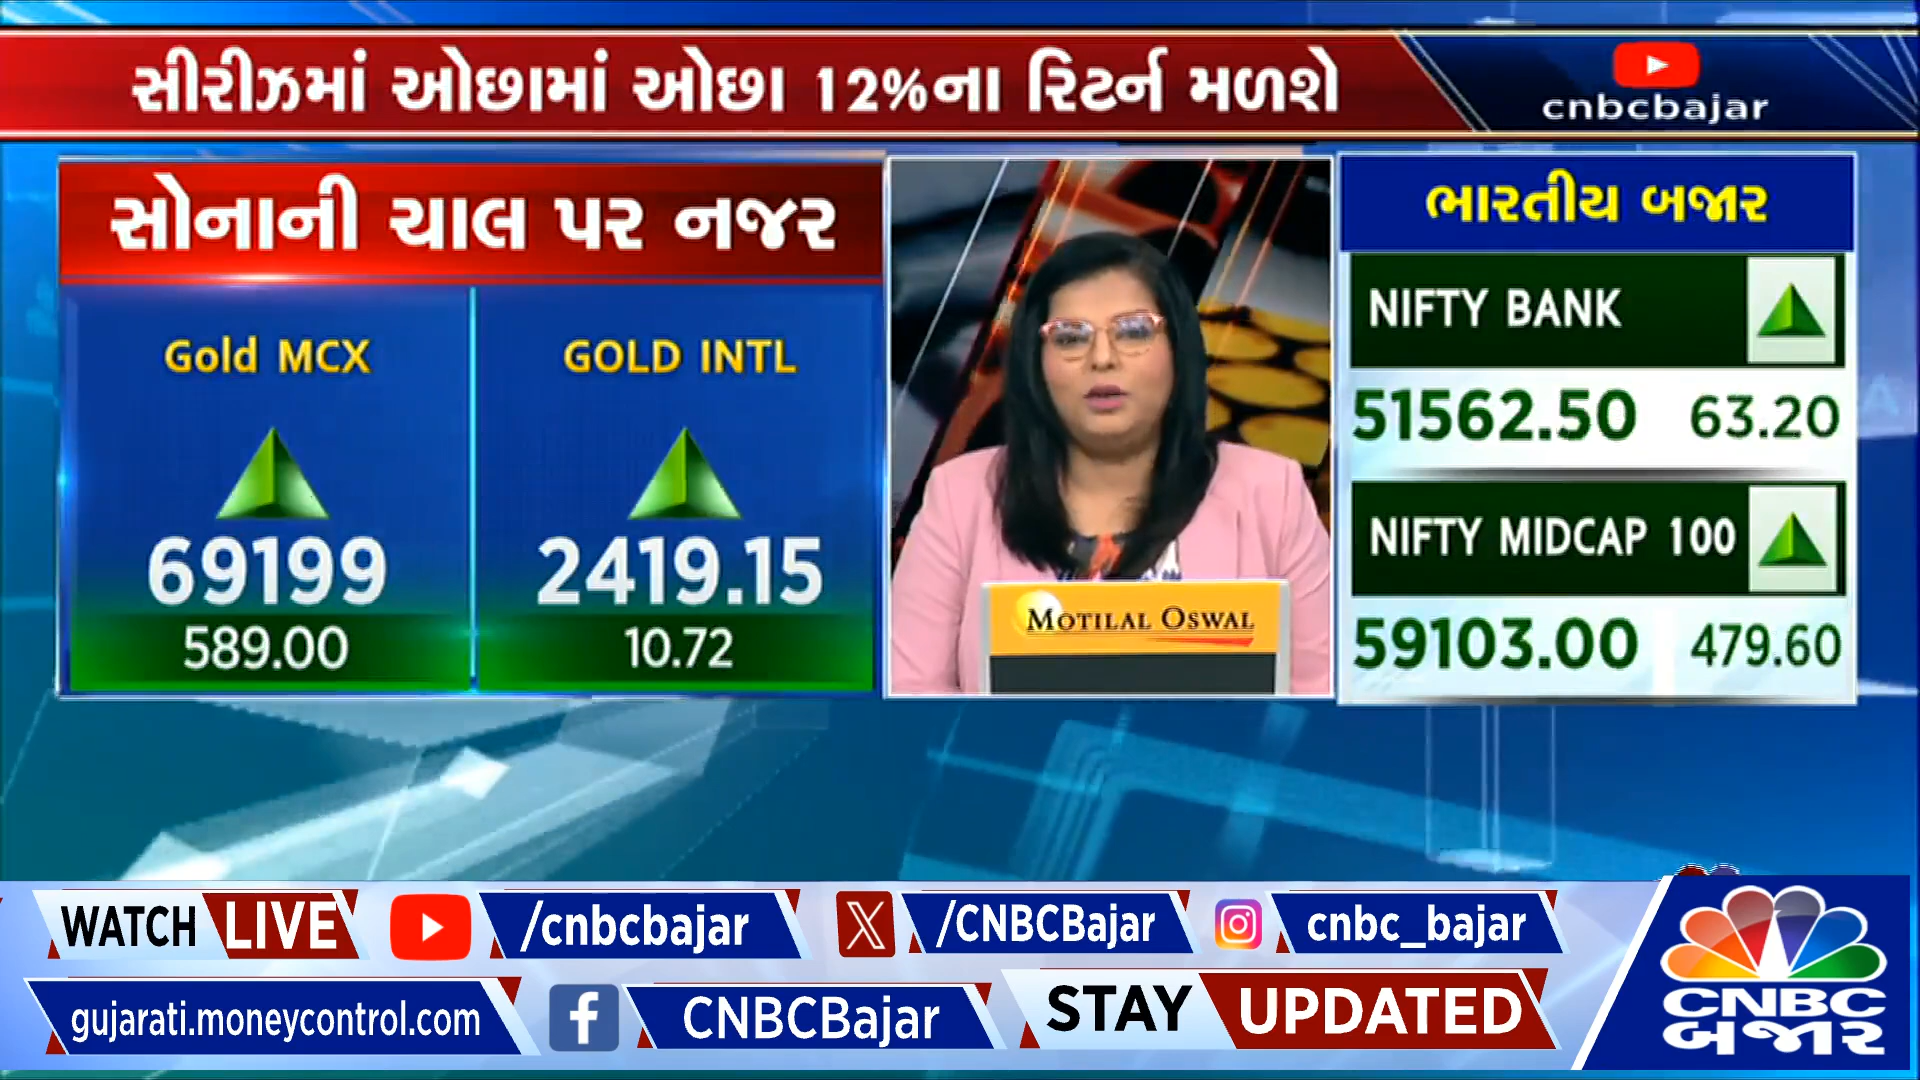 સીરીઝમાં ઓછામાં ઓછા 12%ના રિટર્ન મળશે
cnbcbajar
સોનાની ચાલ પર નજર
Gold MCX
69199
589.00
GOLD INTL
2419.15
10.72
MOTILAL OSWAL
ભારતીય બજાર
NIFTY BANK
51562.50 63.20
NIFTY MIDCAP 100
59103.00 479.60
WATCH LIVE /cnbcbajar /CNBCBajar cnbc_bajar
gujarati.moneycontrol.com CNBCBajar STAY UPDATED
CNBC
બજાર